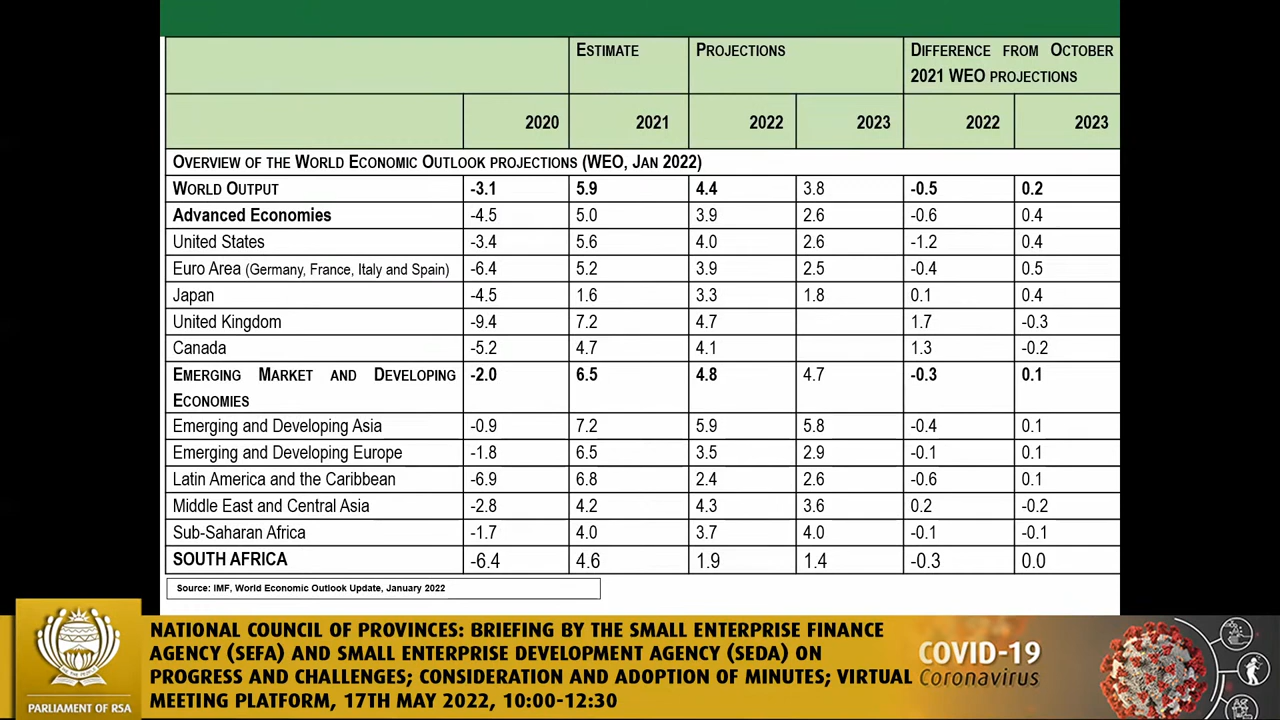 ESTIMATE PROJECTIONS DIFFERENCE FROM OCTOBER
2021 WEO PROJECTIONS
2020 2021 2022 2023 2022 2023
OVERVIEW OF THE WORLD ECONOMIC OUTLOOK PROJECTIONS (WEO, JAN 2022)
WORLD OUTPUT -3.1 5.9 4.4 3.8 -0.5 0.2
Advanced Economies -4.5 5.0 3.9 2.6 -0.6 0.4
United States -3.4 5.6 4.0 2.6 -1.2 0.4
Euro Area (Germany, France, Italy and Spain) -6.4 5.2 3.9 2.5 -0.4 0.5
Japan -4.5 1.6 3.3 1.8 0.1 0.4
United Kingdom -9.4 7.2 4.7 1.7 -0.3
Canada -5.2 4.7 4.1 1.3 -0.2
EMERGING MARKET AND DEVELOPING -2.0 6.5 4.8 4.7 -0.3 0.1
ECONOMIES
Emerging and Developing Asia -0.9 7.2 5.9 5.8 -0.4 0.1
Emerging and Developing Europe -1.8 6.5 3.5 2.9 -0.1 0.1
Latin America and the Caribbean -6.9 6.8 2.4 2.6 -0.6 0.1
Middle East and Central Asia -2.8 4.2 4.3 3.6 0.2 -0.2
Sub-Saharan Africa -1.7 4.0 3.7 4.0 -0.1 -0.1
SOUTH AFRICA -6.4 4.6 1.9 1.4 -0.3 0.0
Source: IMF, World Economic Outlook Update, January 2022
PARLIAMENT OF RSA
NATIONAL COUNCIL OF PROVINCES: BRIEFING BY THE SMALL ENTERPRISE FINANCE
AGENCY (SEFA) AND SMALL ENTERPRISE DEVELOPMENT AGENCY (SEDA) ON
PROGRESS AND CHALLENGES; CONSIDERATION AND ADOPTION OF MINUTES; VIRTUAL
MEETING PLATFORM, 17TH MAY 2022, 10:00-12:30
COVID-19
Coronavirus